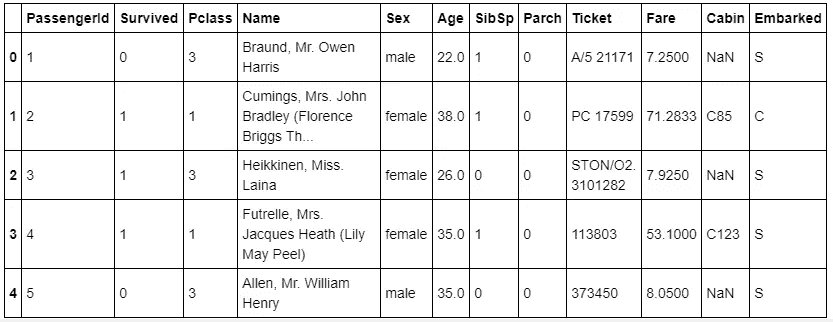 PassengerId Survived Pclass Name Sex Age SibSp Parch Ticket Fare Cabin Embarked
0 1 0 3 Braund, Mr. Owen
Harris male 22.0 1 0 A/5 21171 7.2500 NaN S
1 2 1 1 Cumings, Mrs. John
Bradley (Florence
Briggs Th... female 38.0 1 0 PC 17599 71.2833 C85 C
2 3 1 3 Heikkinen, Miss.
Laina female 26.0 0 0 STON/O2.
3101282 7.9250 NaN S
3 4 1 1 Futrelle, Mrs.
Jacques Heath (Lily
May Peel) female 35.0 1 0 113803 53.1000 C123 S
4 5 0 3 Allen, Mr. William
Henry male 35.0 0 0 373450 8.0500 NaN S